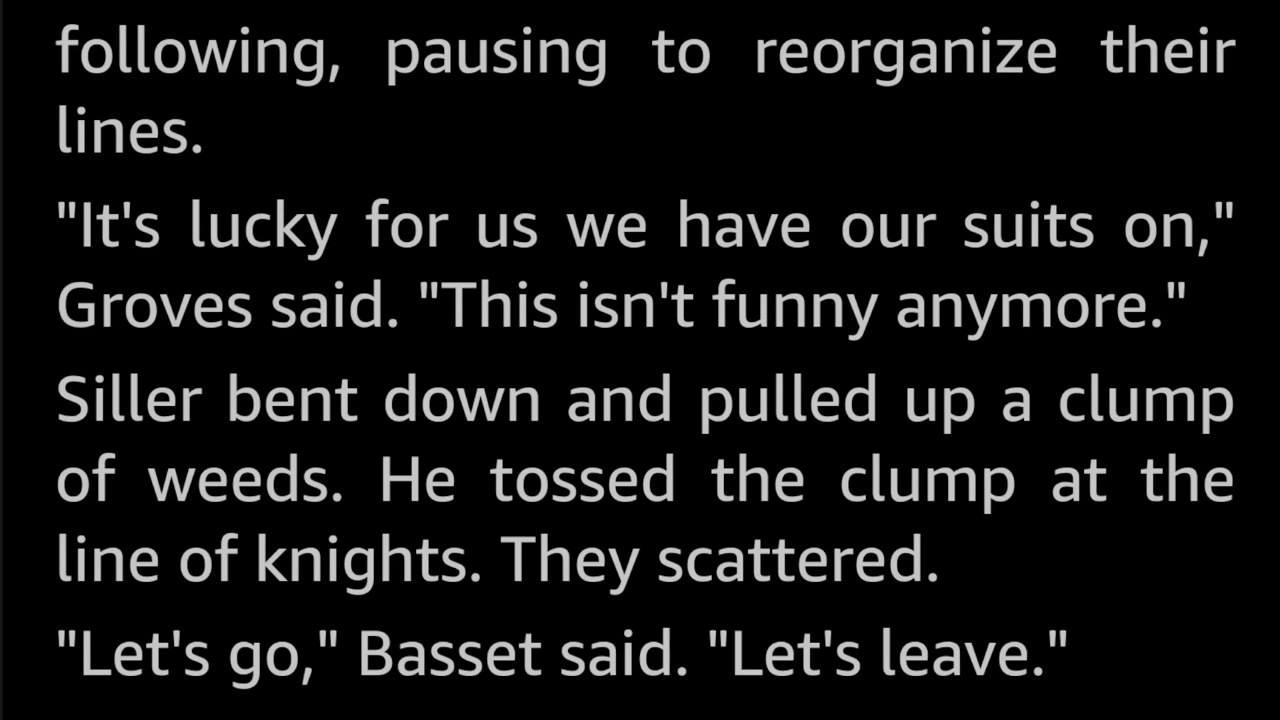 following, pausing to reorganize their
lines.
"It's lucky for us we have our suits on,"
Groves said. "This isn't funny anymore."
Siller bent down and pulled up a clump
of weeds. He tossed the clump at the
line of knights. They scattered.
"Let's go," Basset said. "Let's leave."